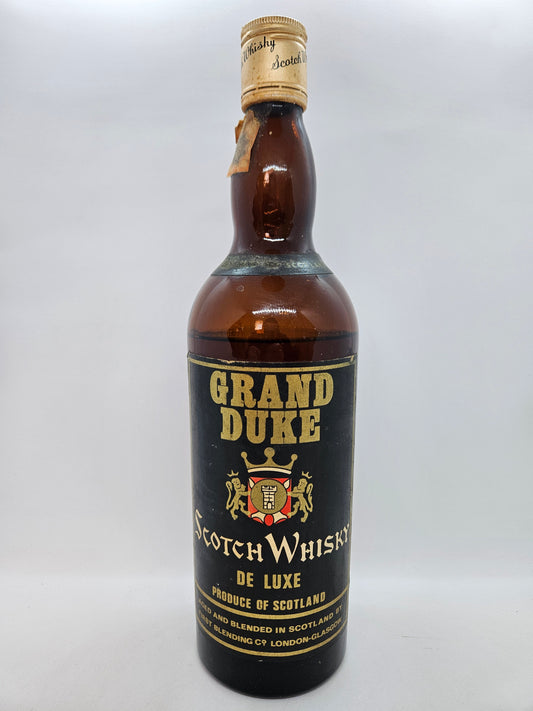 Whisky
Scotch W
GRAND
DUKE
SCOTCH WHISKY
DE LUXE
PRODUCE OF SCOTLAND
AND BLENDED IN SCOTLAND BY
BLENDING Cº LONDON-GLASGOW